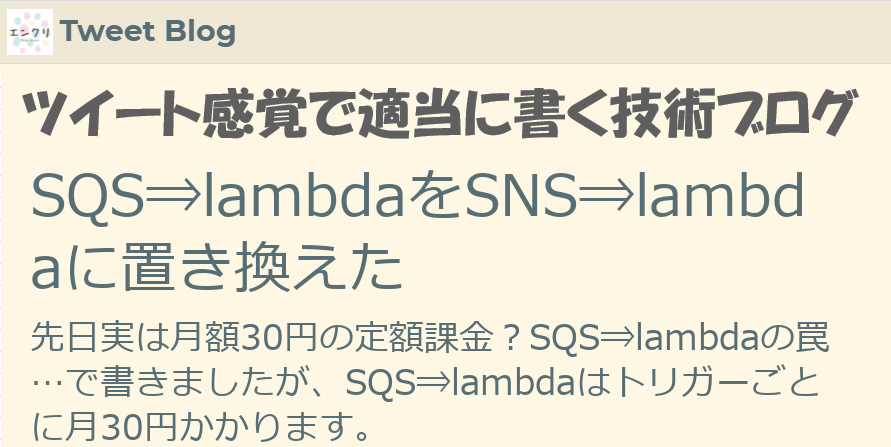 エンクリ
Tweet Blog
ツイート感覚で適当に書く技術ブログ
SQS⇒lambdaをSNS⇒lambd
aに置き換えた
先日実は月額30円の定額課金？SQS⇒lambdaの罠
…で書きましたが、SQS⇒lambdaはトリガーごと
に月30円かかります。